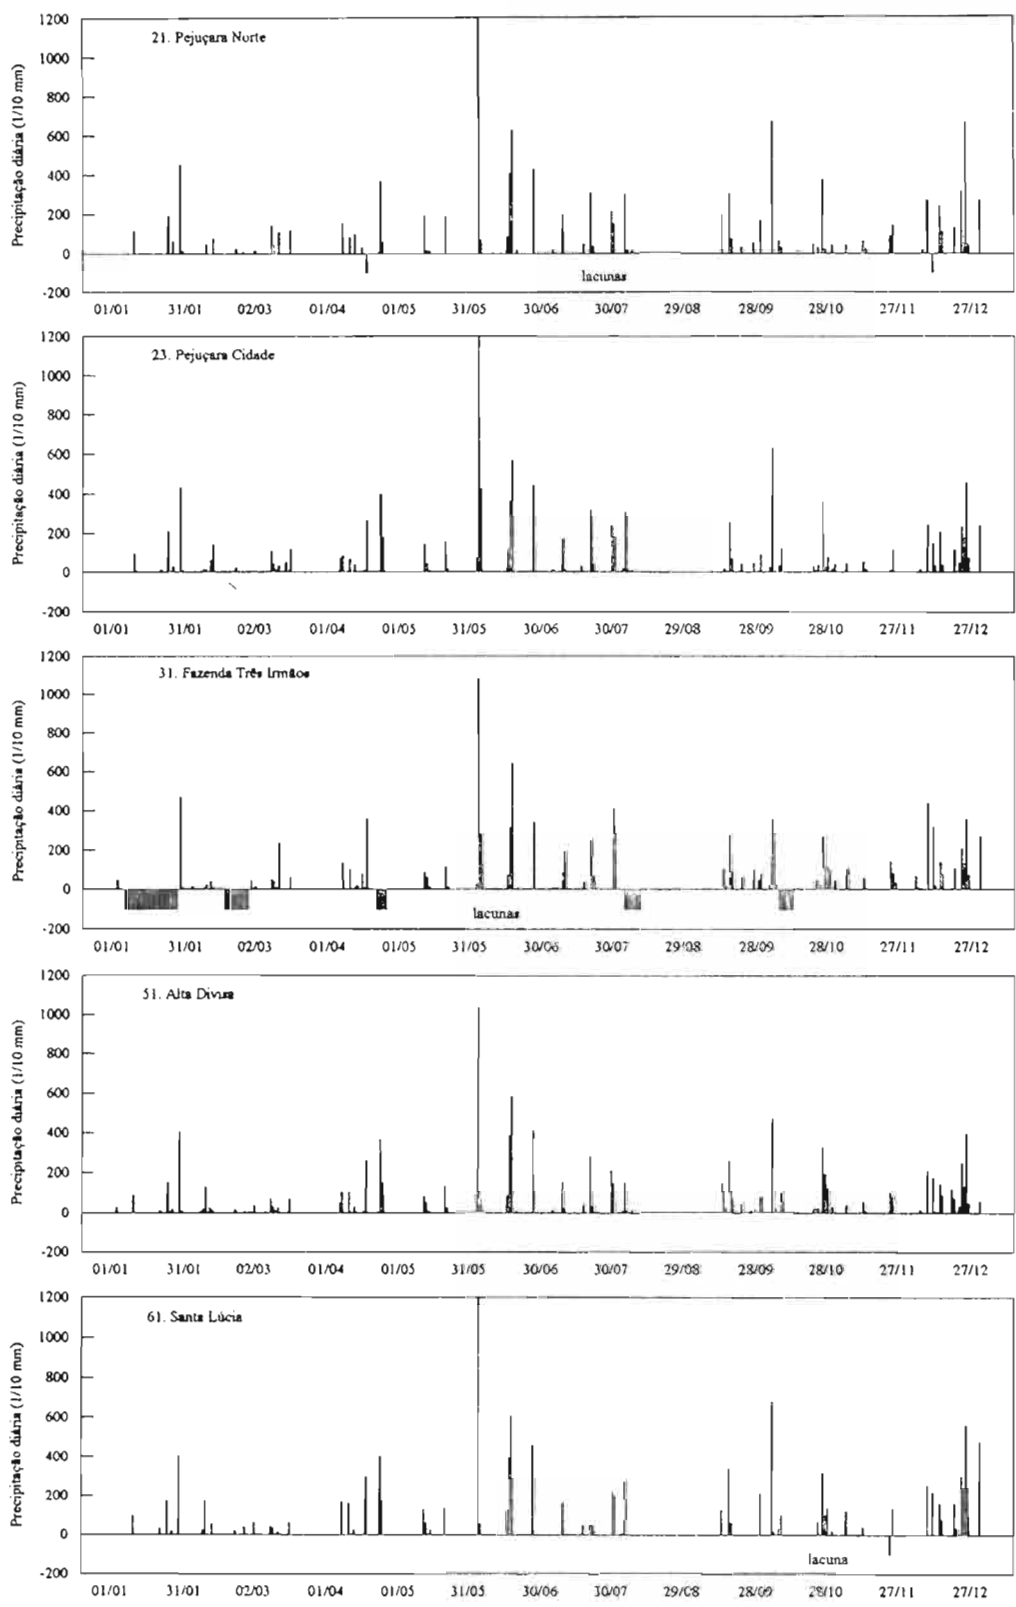 21. Pejuçara Norte
Precipitação diária (1/10 mm)
1200
1000
800
600
400
200
0
-200
lacunas
01/01 31/01 02/03 01/04 01/05 31/05 30/06 30/07 29/08 28/09 28/10 27/11 27/12
23. Pejuçara Cidade
Precipitação diária (1/10 mm)
1200
1000
800
600
400
200
0
-200
01/01 31/01 02/03 01/04 01/05 31/05 30/06 30/07 29/08 28/09 28/10 27/11 27/12
31. Fazenda Três Irmãos
Precipitação diária (1/10 mm)
1200
1000
800
600
400
200
0
-200
lacunas
01/01 31/01 02/03 01/04 01/05 31/05 30/06 30/07 29/08 28/09 28/10 27/11 27/12
51. Alta Divisa
Precipitação diária (1/10 mm)
1200
1000
800
600
400
200
0
-200
01/01 31/01 02/03 01/04 01/05 31/05 30/06 30/07 29/08 28/09 28/10 27/11 27/12
61. Santa Lúcia
Precipitação diária (1/10 mm)
1200
1000
800
600
400
200
0
-200
lacuna
01/01 31/01 02/03 01/04 01/05 31/05 30/06 30/07 29/08 28/09 28/10 27/11 27/12